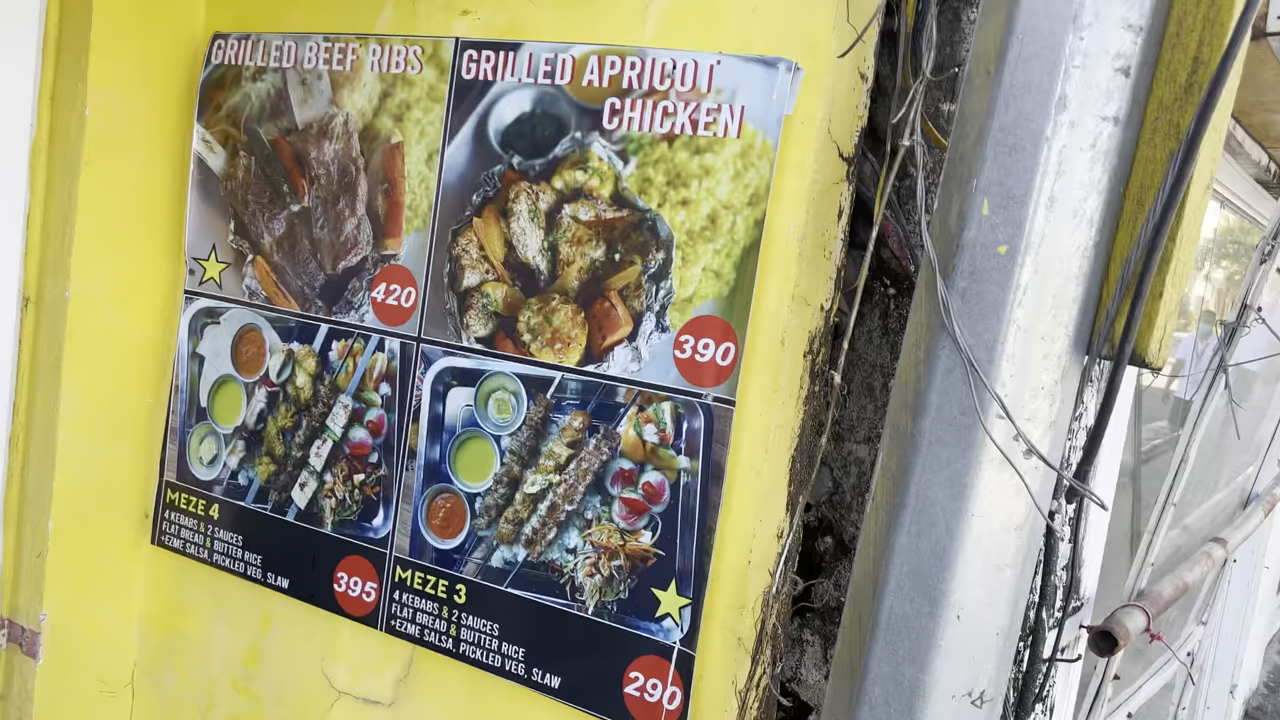 GRILLED BEEF RIBS
420
GRILLED APRICOT
CHICKEN
390
MEZE 4
4 KEBABS & 2 SAUCES
FLAT BREAD & BUTTER RICE
+EZME SALSA, PICKLED VEG, SLAW
395
MEZE 3
4 KEBABS & 2 SAUCES
FLAT BREAD & BUTTER RICE
+EZME SALSA, PICKLED VEG, SLAW
290